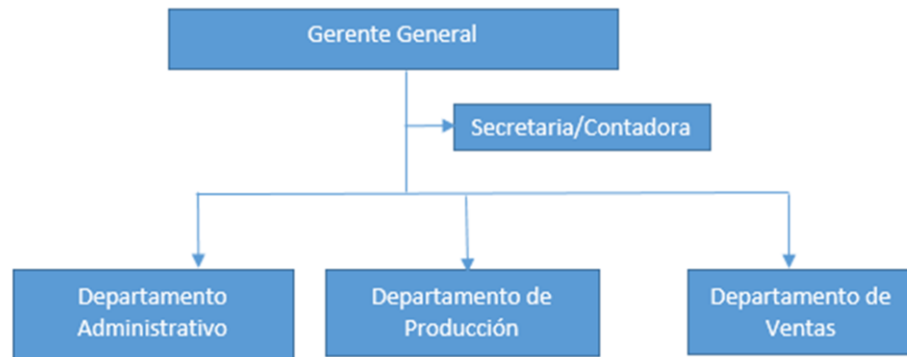 Gerente General
Secretaria/Contadora
Departamento
Administrativo
Departamento de
Producción
Departamento de
Ventas